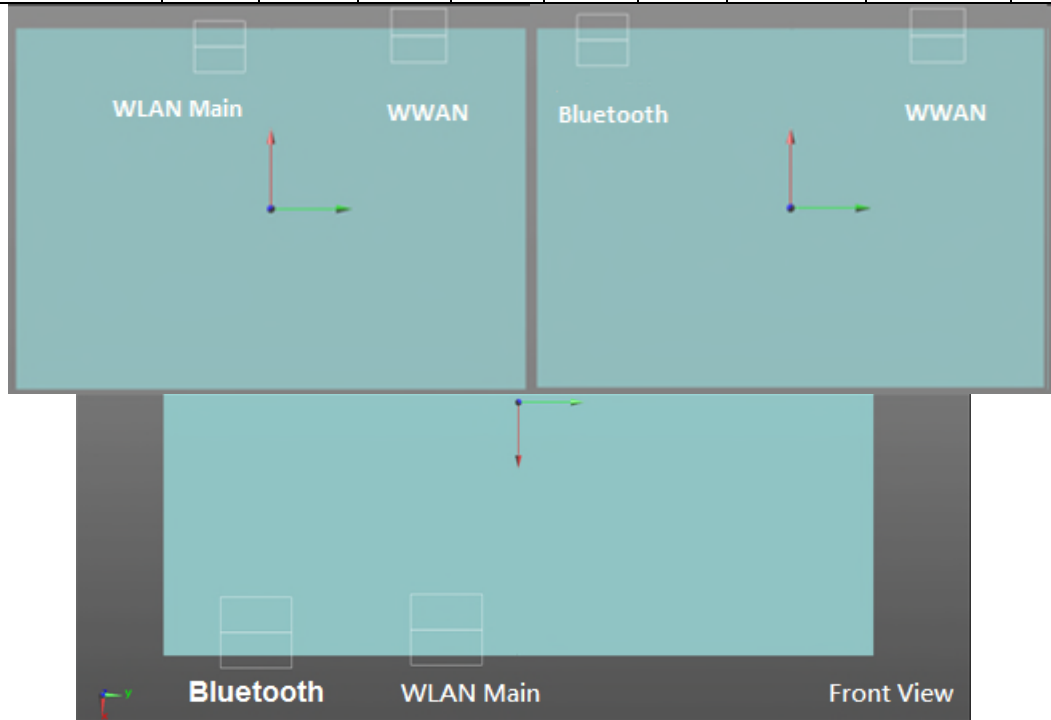 WLAN Main
WWAN
Bluetooth
WWAN
Bluetooth
WLAN Main
Front View
y